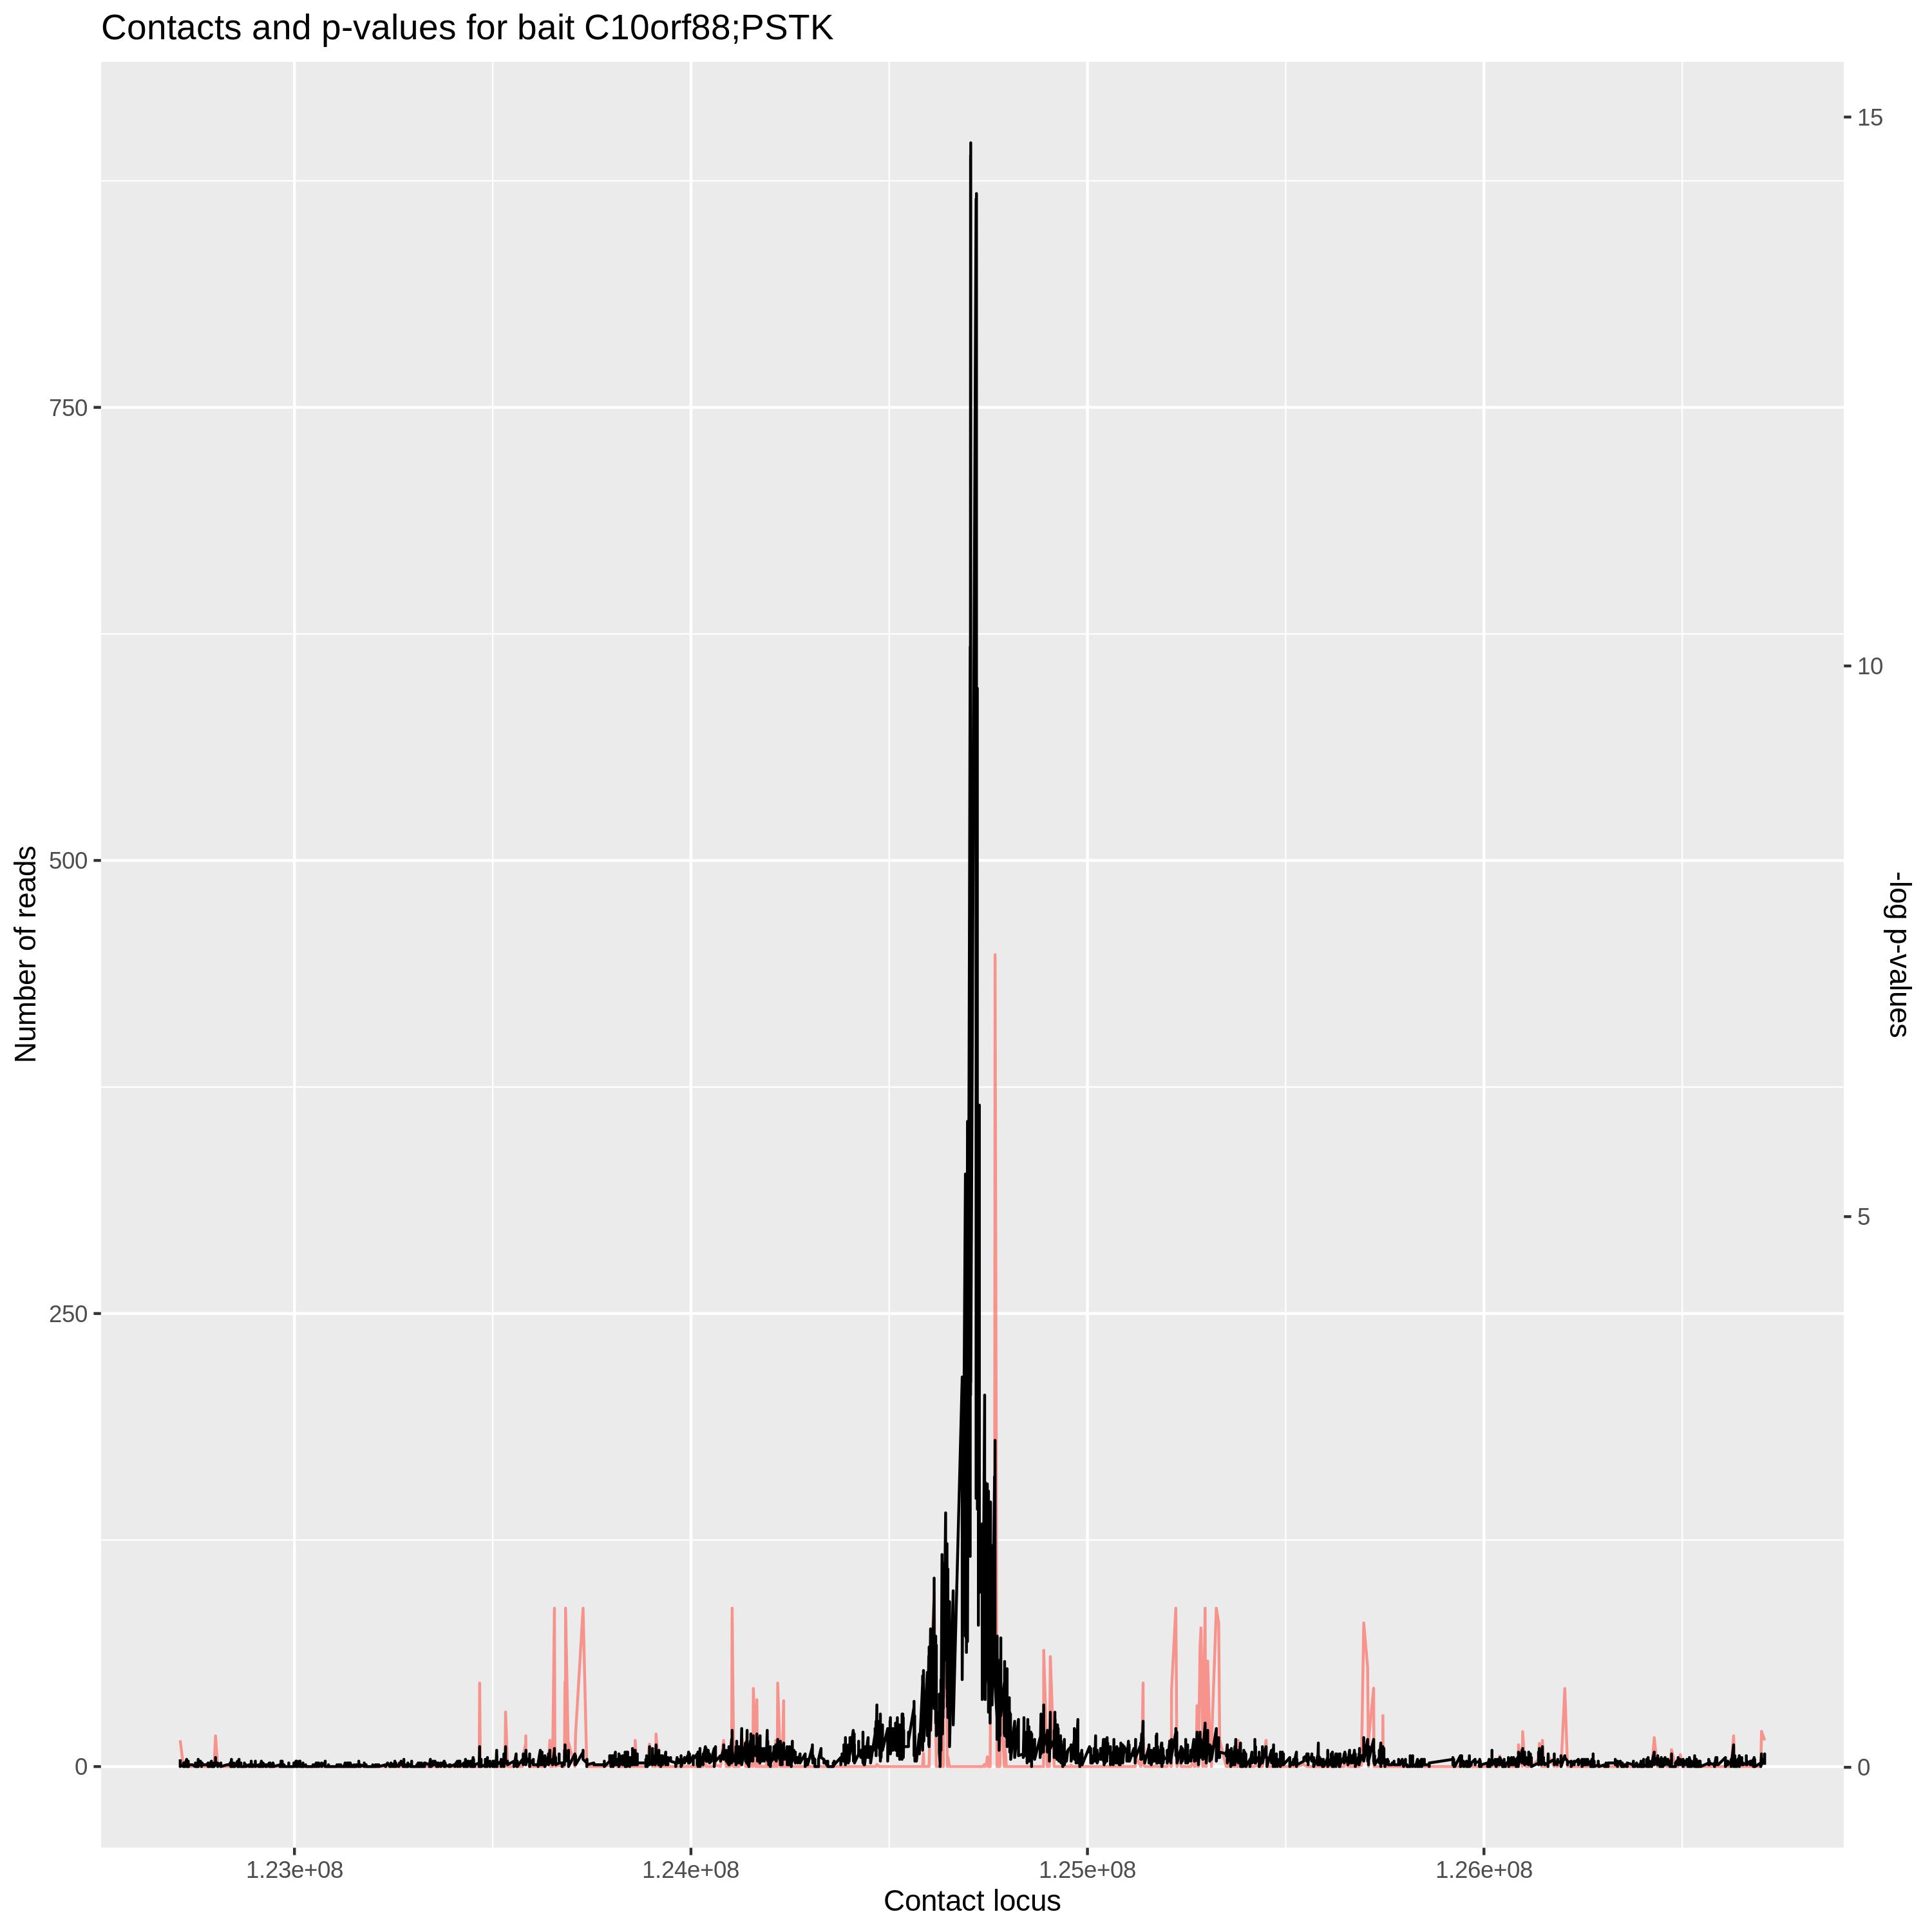 Contacts and p-values for bait C10orf88;PSTK
15
750
10
500
Number of reads
-log p-values
5
250
0
0
1.23e+08
1.24e+08
1.25e+08
1.26e+08
Contact locus